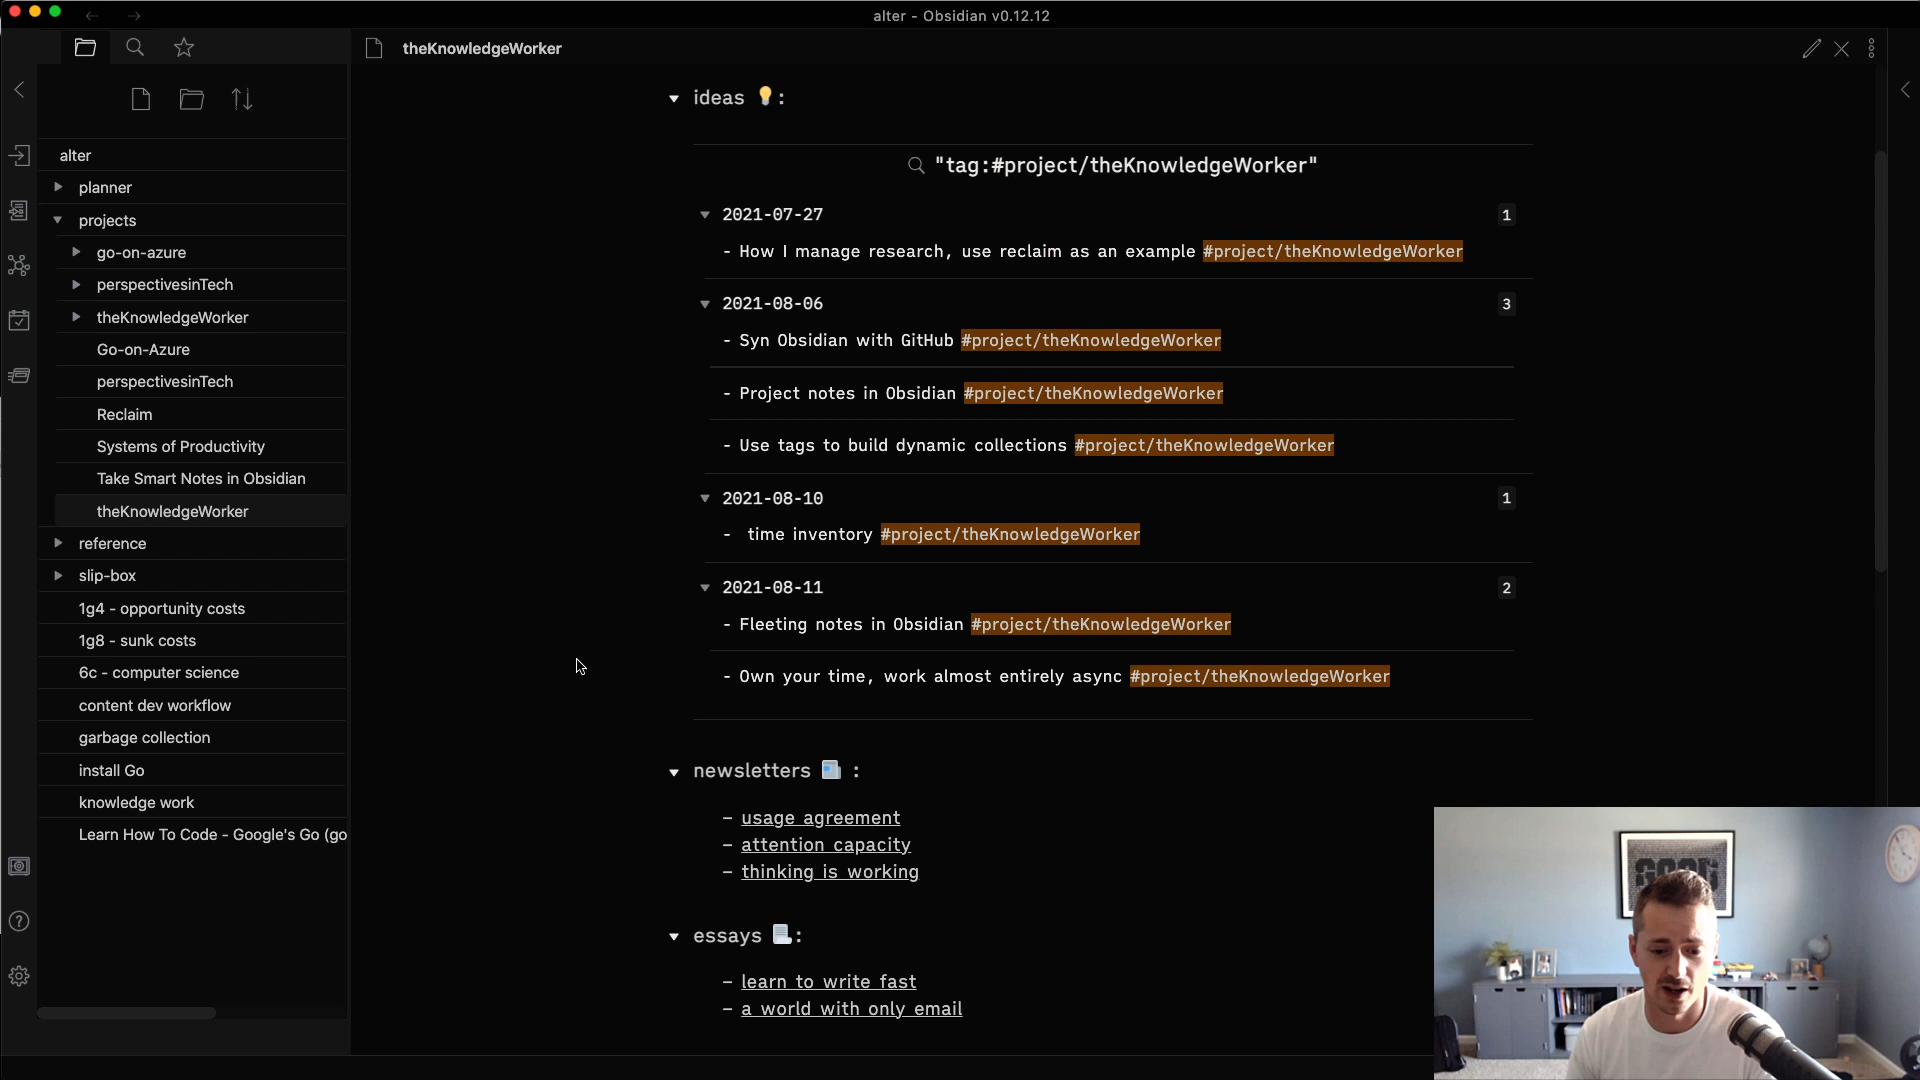 alter - Obsidian v0.12.12
theKnowledgeWorker
alter
planner
projects
go-on-azure
perspectivesinTech
theKnowledgeWorker
Go-on-Azure
perspectivesinTech
Reclaim
Systems of Productivity
Take Smart Notes in Obsidian
theKnowledgeWorker
reference
slip-box
1g4 - opportunity costs
1g8 - sunk costs
6c - computer science
content dev workflow
garbage collection
install Go
knowledge work
Learn How To Code - Google's Go (go
ideas 💡:
"tag:#project/theKnowledgeWorker"
2021-07-27 1
- How I manage research, use reclaim as an example #project/theKnowledgeWorker
2021-08-06 3
- Syn Obsidian with GitHub #project/theKnowledgeWorker
- Project notes in Obsidian #project/theKnowledgeWorker
- Use tags to build dynamic collections #project/theKnowledgeWorker
2021-08-10 1
- time inventory #project/theKnowledgeWorker
2021-08-11 2
- Fleeting notes in Obsidian #project/theKnowledgeWorker
- Own your time, work almost entirely async #project/theKnowledgeWorker
newsletters 📰 :
- usage agreement
- attention capacity
- thinking is working
essays 📃:
- learn to write fast
- a world with only email